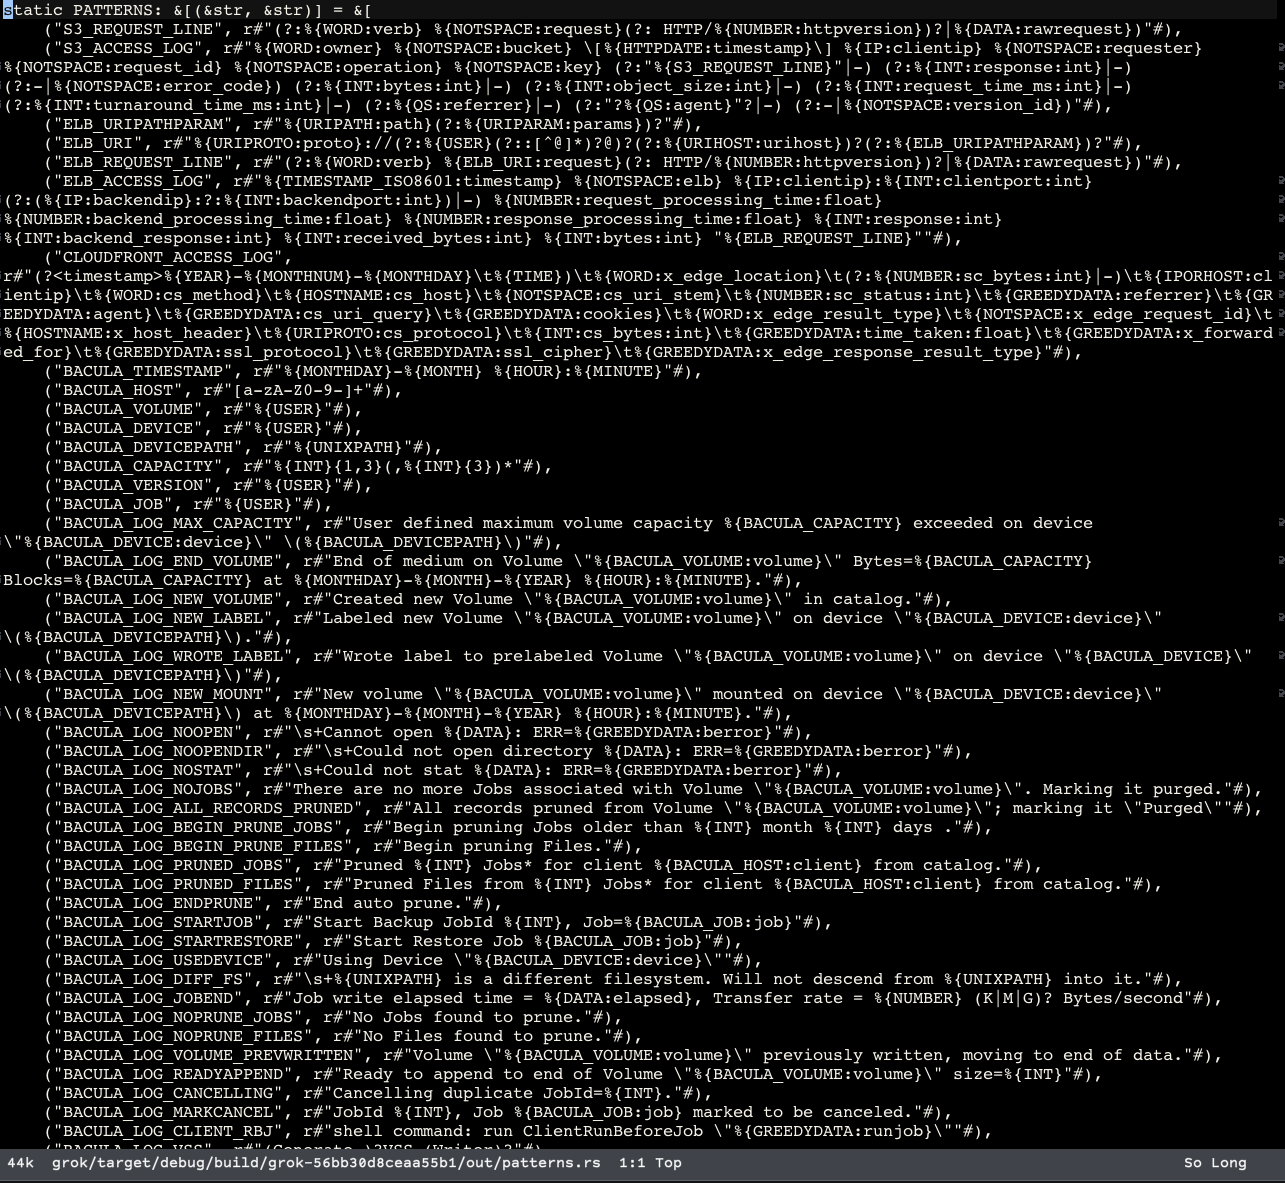 static PATTERNS: &[(&str, &str)] = &[
    ("S3_REQUEST_LINE", r#"(?:%{WORD:verb} %{NOTSPACE:request}(?: HTTP/%{NUMBER:httpversion})?|%{DATA:rawrequest})"#),
    ("S3_ACCESS_LOG", r#"%{WORD:owner} %{NOTSPACE:bucket} \[%{HTTPDATE:timestamp}\] %{IP:clientip} %{NOTSPACE:requester}
%{NOTSPACE:request_id} %{NOTSPACE:operation} %{NOTSPACE:key} (?:"%{S3_REQUEST_LINE}"|-) (?:%{INT:response:int}|-)
(?:-|%{NOTSPACE:error_code}) (?:%{INT:bytes:int}|-) (?:%{INT:object_size:int}|-) (?:%{INT:request_time_ms:int}|-)
(?:%{INT:turnaround_time_ms:int}|-) (?:%{QS:referrer}|-) (?:"?%{QS:agent}"?|-) (?:-|%{NOTSPACE:version_id})"#),
    ("ELB_URIPATHPARAM", r#"%{URIPATH:path}(?:%{URIPARAM:params})?"#),
    ("ELB_URI", r#"%{URIPROTO:proto}://(?:%{USER}(?::[^@]*)?@)?(?:%{URIHOST:urihost})?(?:%{ELB_URIPATHPARAM})?"#),
    ("ELB_REQUEST_LINE", r#"(?:%{WORD:verb} %{ELB_URI:request}(?: HTTP/%{NUMBER:httpversion})?|%{DATA:rawrequest})"#),
    ("ELB_ACCESS_LOG", r#"%{TIMESTAMP_ISO8601:timestamp} %{NOTSPACE:elb} %{IP:clientip}:%{INT:clientport:int}
(?:(%{IP:backendip}:?:%{INT:backendport:int})|-) %{NUMBER:request_processing_time:float}
%{NUMBER:backend_processing_time:float} %{NUMBER:response_processing_time:float} %{INT:response:int}
%{INT:backend_response:int} %{INT:received_bytes:int} %{INT:bytes:int} "%{ELB_REQUEST_LINE}""#),
    ("CLOUDFRONT_ACCESS_LOG",
r#"(?<timestamp>%{YEAR}-%{MONTHNUM}-%{MONTHDAY}\t%{TIME})\t%{WORD:x_edge_location}\t(?:%{NUMBER:sc_bytes:int}|-)\t%{IPORHOST:cl
ientip}\t%{WORD:cs_method}\t%{HOSTNAME:cs_host}\t%{NOTSPACE:cs_uri_stem}\t%{NUMBER:sc_status:int}\t%{GREEDYDATA:referrer}\t%{GR
EEDYDATA:agent}\t%{GREEDYDATA:cs_uri_query}\t%{GREEDYDATA:cookies}\t%{WORD:x_edge_result_type}\t%{NOTSPACE:x_edge_request_id}\t
%{HOSTNAME:x_host_header}\t%{URIPROTO:cs_protocol}\t%{INT:cs_bytes:int}\t%{GREEDYDATA:time_taken:float}\t%{GREEDYDATA:x_forward
ed_for}\t%{GREEDYDATA:ssl_protocol}\t%{GREEDYDATA:ssl_cipher}\t%{GREEDYDATA:x_edge_response_result_type}"#),
    ("BACULA_TIMESTAMP", r#"%{MONTHDAY}-%{MONTH} %{HOUR}:%{MINUTE}"#),
    ("BACULA_HOST", r#"[a-zA-Z0-9-]+"#),
    ("BACULA_VOLUME", r#"%{USER}"#),
    ("BACULA_DEVICE", r#"%{USER}"#),
    ("BACULA_DEVICEPATH", r#"%{UNIXPATH}"#),
    ("BACULA_CAPACITY", r#"%{INT}{1,3}(,%{INT}{3})*"#),
    ("BACULA_VERSION", r#"%{USER}"#),
    ("BACULA_JOB", r#"%{USER}"#),
    ("BACULA_LOG_MAX_CAPACITY", r#"User defined maximum volume capacity %{BACULA_CAPACITY} exceeded on device
\"%{BACULA_DEVICE:device}\" \(%{BACULA_DEVICEPATH}\)"#),
    ("BACULA_LOG_END_VOLUME", r#"End of medium on Volume \"%{BACULA_VOLUME:volume}\" Bytes=%{BACULA_CAPACITY}
Blocks=%{BACULA_CAPACITY} at %{MONTHDAY}-%{MONTH}-%{YEAR} %{HOUR}:%{MINUTE}."#),
    ("BACULA_LOG_NEW_VOLUME", r#"Created new Volume \"%{BACULA_VOLUME:volume}\" in catalog."#),
    ("BACULA_LOG_NEW_LABEL", r#"Labeled new Volume \"%{BACULA_VOLUME:volume}\" on device \"%{BACULA_DEVICE:device}\"
\(%{BACULA_DEVICEPATH}\)."#),
    ("BACULA_LOG_WROTE_LABEL", r#"Wrote label to prelabeled Volume \"%{BACULA_VOLUME:volume}\" on device \"%{BACULA_DEVICE}\"
\(%{BACULA_DEVICEPATH}\)"#),
    ("BACULA_LOG_NEW_MOUNT", r#"New volume \"%{BACULA_VOLUME:volume}\" mounted on device \"%{BACULA_DEVICE:device}\"
\(%{BACULA_DEVICEPATH}\) at %{MONTHDAY}-%{MONTH}-%{YEAR} %{HOUR}:%{MINUTE}."#),
    ("BACULA_LOG_NOOPEN", r#"\s+Cannot open %{DATA}: ERR=%{GREEDYDATA:berror}"#),
    ("BACULA_LOG_NOOPENDIR", r#"\s+Could not open directory %{DATA}: ERR=%{GREEDYDATA:berror}"#),
    ("BACULA_LOG_NOSTAT", r#"\s+Could not stat %{DATA}: ERR=%{GREEDYDATA:berror}"#),
    ("BACULA_LOG_NOJOBS", r#"There are no more Jobs associated with Volume \"%{BACULA_VOLUME:volume}\". Marking it purged."#),
    ("BACULA_LOG_ALL_RECORDS_PRUNED", r#"All records pruned from Volume \"%{BACULA_VOLUME:volume}\"; marking it \"Purged\""#),
    ("BACULA_LOG_BEGIN_PRUNE_JOBS", r#"Begin pruning Jobs older than %{INT} month %{INT} days ."#),
    ("BACULA_LOG_BEGIN_PRUNE_FILES", r#"Begin pruning Files."#),
    ("BACULA_LOG_PRUNED_JOBS", r#"Pruned %{INT} Jobs* for client %{BACULA_HOST:client} from catalog."#),
    ("BACULA_LOG_PRUNED_FILES", r#"Pruned Files from %{INT} Jobs* for client %{BACULA_HOST:client} from catalog."#),
    ("BACULA_LOG_ENDPRUNE", r#"End auto prune."#),
    ("BACULA_LOG_STARTJOB", r#"Start Backup JobId %{INT}, Job=%{BACULA_JOB:job}"#),
    ("BACULA_LOG_STARTRESTORE", r#"Start Restore Job %{BACULA_JOB:job}"#),
    ("BACULA_LOG_USEDEVICE", r#"Using Device \"%{BACULA_DEVICE:device}\""#),
    ("BACULA_LOG_DIFF_FS", r#"\s+%{UNIXPATH} is a different filesystem. Will not descend from %{UNIXPATH} into it."#),
    ("BACULA_LOG_JOBEND", r#"Job write elapsed time = %{DATA:elapsed}, Transfer rate = %{NUMBER} (K|M|G)? Bytes/second"#),
    ("BACULA_LOG_NOPRUNE_JOBS", r#"No Jobs found to prune."#),
    ("BACULA_LOG_NOPRUNE_FILES", r#"No Files found to prune."#),
    ("BACULA_LOG_VOLUME_PREVWRITTEN", r#"Volume \"%{BACULA_VOLUME:volume}\" previously written, moving to end of data."#),
    ("BACULA_LOG_READYAPPEND", r#"Ready to append to end of Volume \"%{BACULA_VOLUME:volume}\" size=%{INT}"#),
    ("BACULA_LOG_CANCELLING", r#"Cancelling duplicate JobId=%{INT}."#),
    ("BACULA_LOG_MARKCANCEL", r#"JobId %{INT}, Job %{BACULA_JOB:job} marked to be canceled."#),
    ("BACULA_LOG_CLIENT_RBJ", r#"shell command: run ClientRunBeforeJob \"%{GREEDYDATA:runjob}\""#),
44k  grok/target/debug/build/grok-56bb30d8ceaa55b1/out/patterns.rs  1:1 Top  So Long